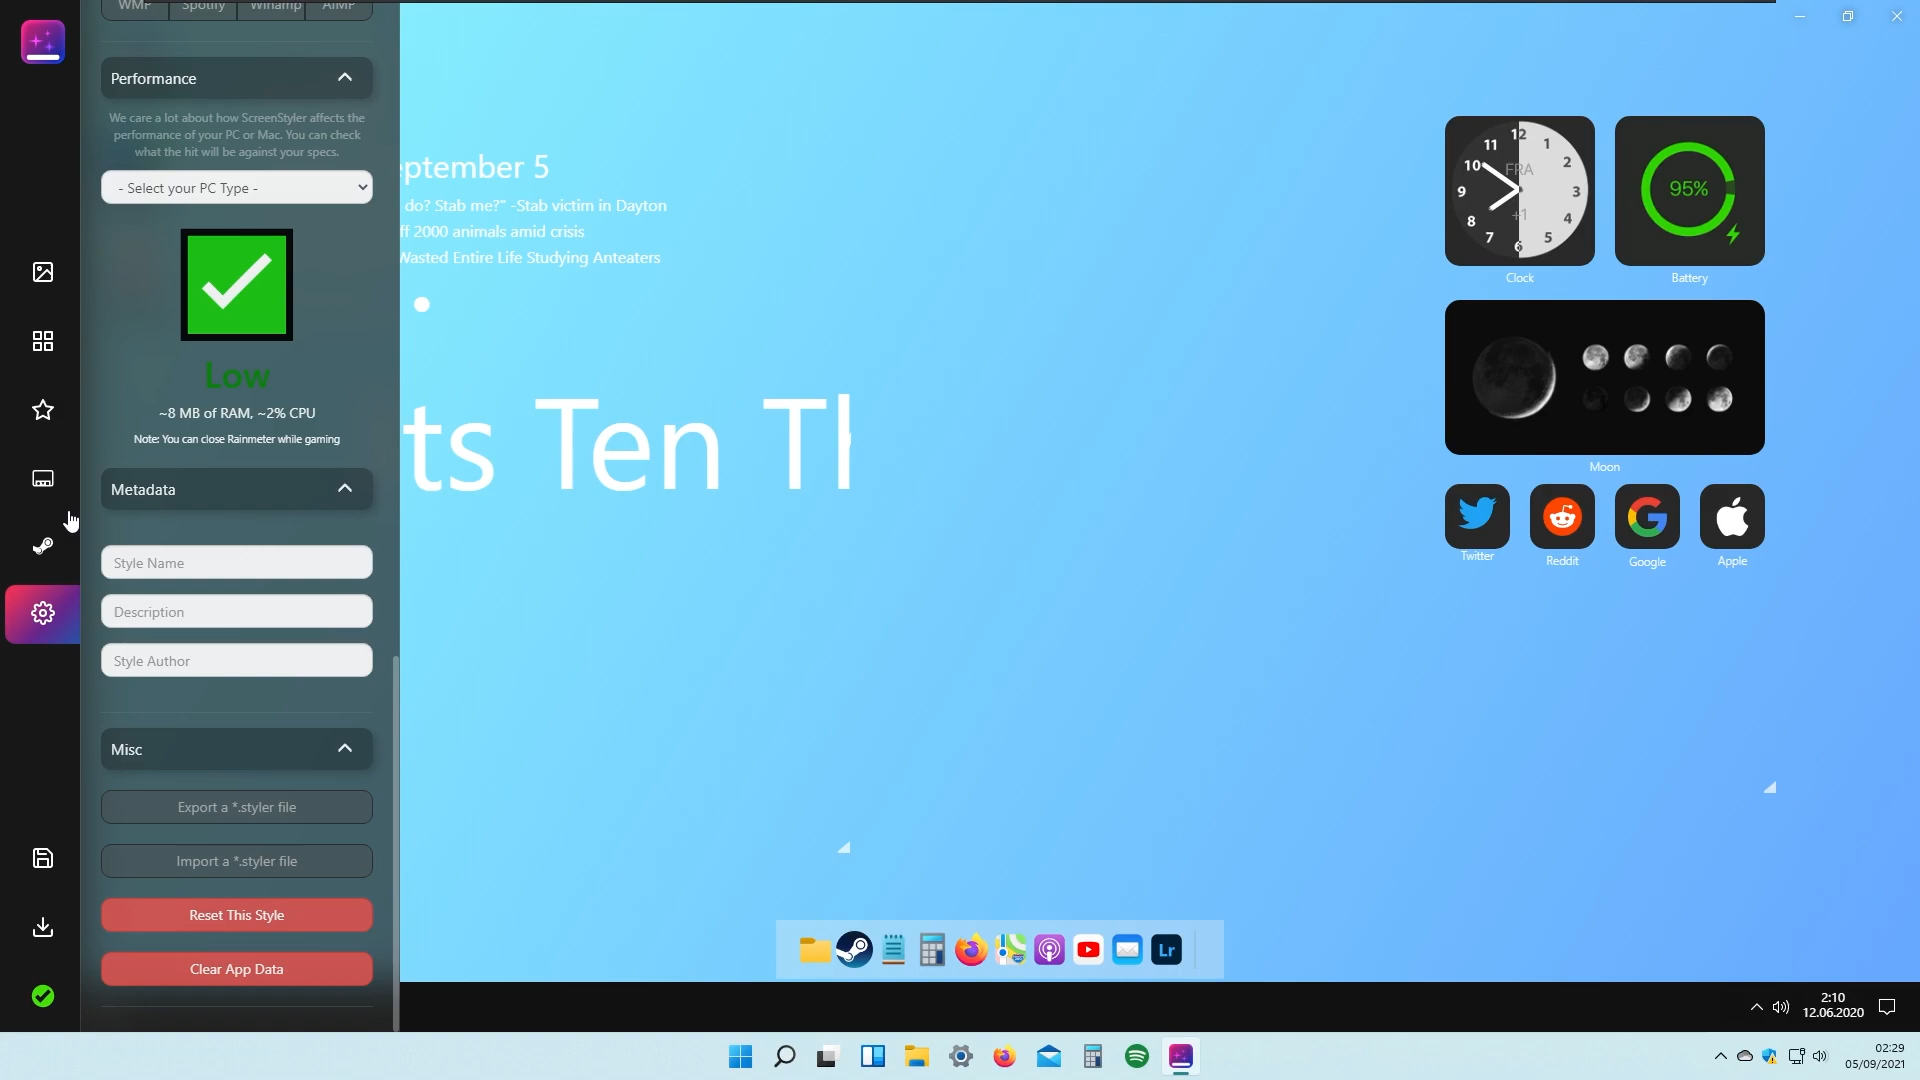 WMP Spotify Winamp AIMP
Performance
We care a lot about how ScreenStyler affects the
performance of your PC or Mac. You can check
what the hit will be against your specs.
- Select your PC Type -
Low
~8 MB of RAM, ~2% CPU
Note: You can close Rainmeter while gaming
Metadata
Style Name
Description
Style Author
Misc
Export a *.styler file
Import a *.styler file
Reset This Style
Clear App Data
eptember 5
do? Stab me?" -Stab victim in Dayton
ff 2000 animals amid crisis
Wasted Entire Life Studying Anteaters
ts Ten Th
12
1
2
3
4
5
6
7
8
9
10
11
FRA
+1
Clock
95%
Battery
Moon
Twitter
Reddit
Google
Apple
Lr
2:10
12.06.2020
02:29
05/09/2021